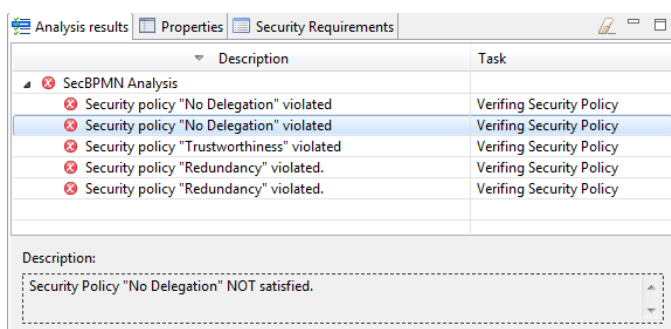 Analysis results Properties Security Requirements
Description Task
SecBPMN Analysis
Security policy "No Delegation" violated Verifing Security Policy
Security policy "No Delegation" violated Verifing Security Policy
Security policy "Trustworthiness" violated Verifing Security Policy
Security policy "Redundancy" violated. Verifing Security Policy
Security policy "Redundancy" violated. Verifing Security Policy
Description:
Security Policy "No Delegation" NOT satisfied.